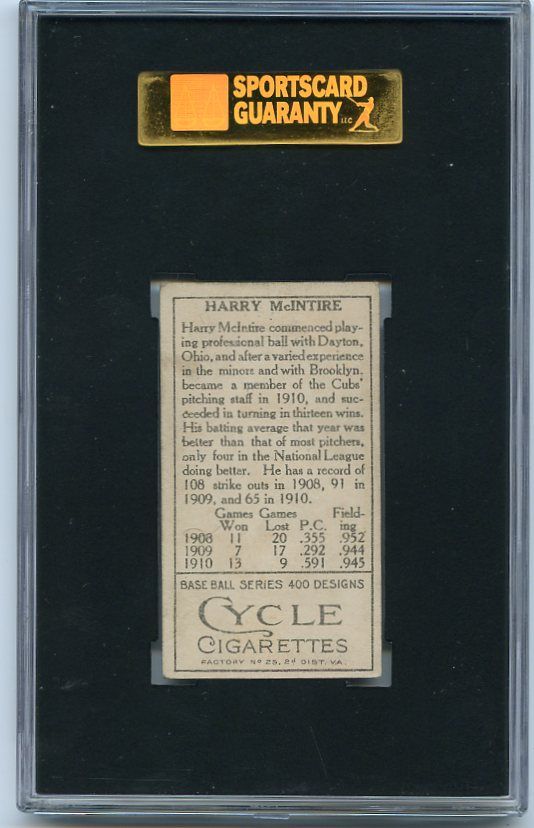 SPORTSCARD
GUARANTY LLC
HARRY McINTIRE
Harry McIntire commenced play-
ing professional ball with Dayton,
Ohio, and after a varied experience
in the minors and with Brooklyn,
became a member of the Cubs'
pitching staff in 1910, and suc-
ceeded in turning in thirteen wins.
His batting average that year was
better than that of most pitchers,
only four in the National League
doing better. He has a record of
108 strike outs in 1908, 91 in
1909, and 65 in 1910.
Games Games Field-
Won Lost P.C. ing
1908 11 20 .355 .952
1909 7 17 .292 .944
1910 13 9 .591 .945
BASE BALL SERIES 400 DESIGNS
CYCLE
CIGARETTES
FACTORY Nº 25, 2d DIST. VA.